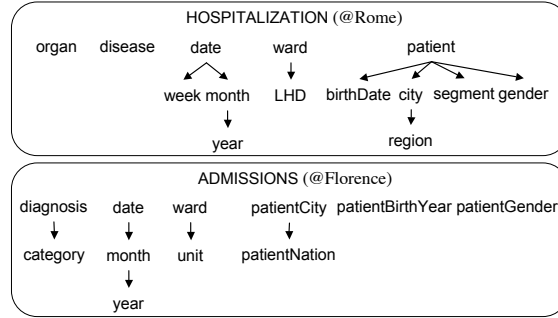 HOSPITALIZATION (@Rome)
organ disease date ward patient
week month LHD birthDate city segment gender
year region
ADMISSIONS (@Florence)
diagnosis date ward patientCity patientBirthYear patientGender
category month unit patientNation
year